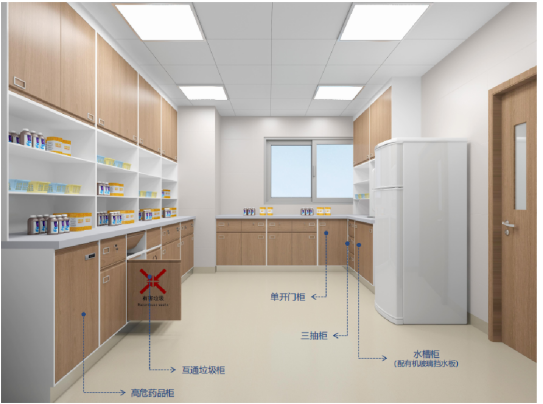 单开门柜
三抽柜
水槽柜
(配有机玻璃挡水板)
互通垃圾柜
高危药品柜